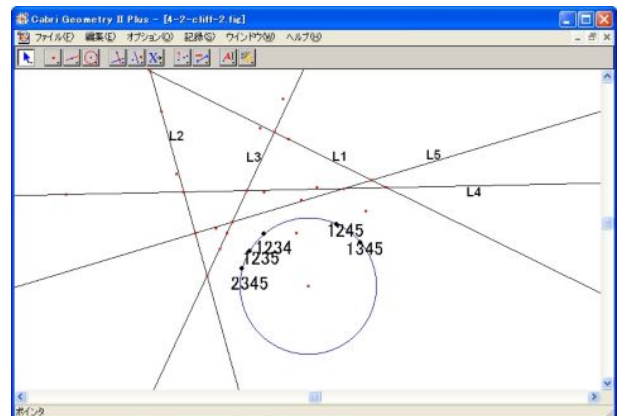 Cabri Geometry II Plus - [4-2-cliff-2.fig]
ファイル(F) 編集(E) オプション(O) 記録(S) ウインドウ(W) ヘルプ(H)
L2
L3
L1
L5
L4
1234
1245
1235
1345
2345
ポインタ